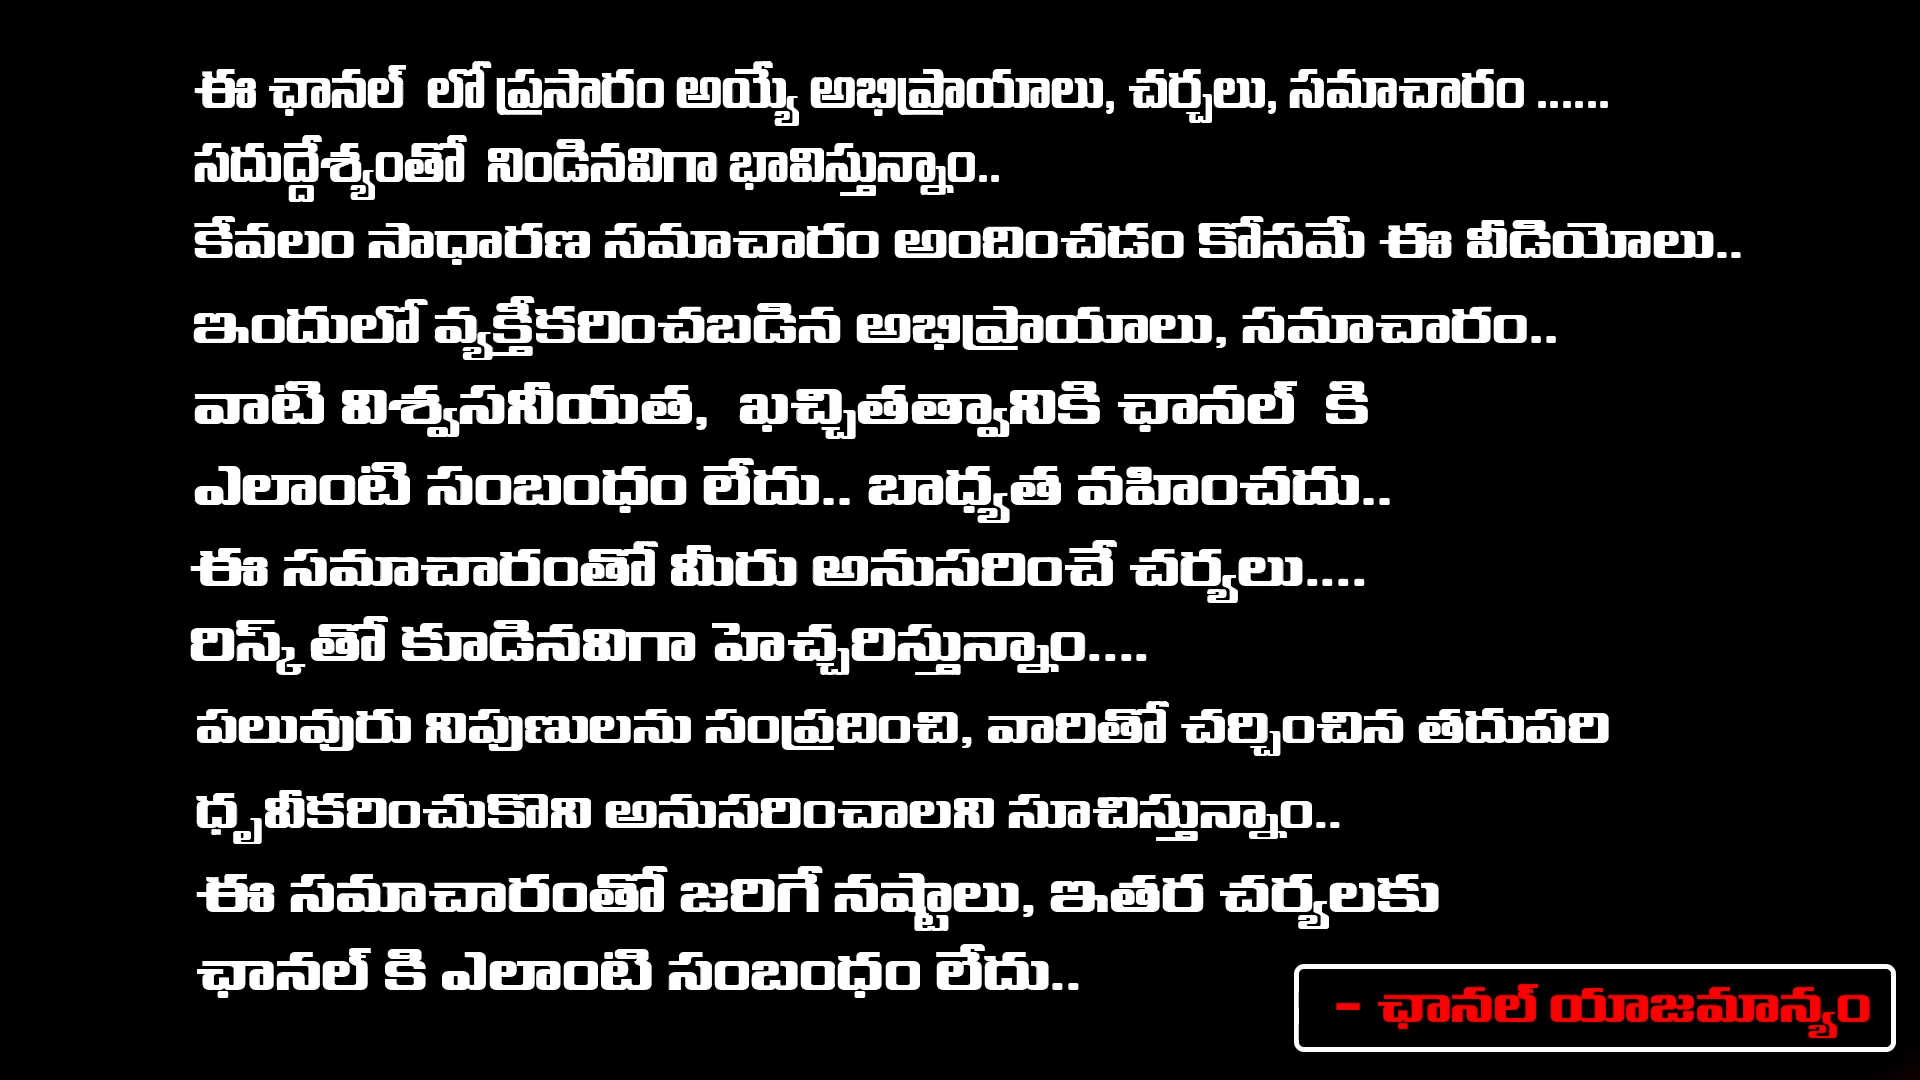 ఈ ఛానల్ లో ప్రసారం అయ్యే అభిప్రాయాలు, చర్చలు, సమాచారం ......
సదుద్దేశ్యంతో నిండినవిగా భావిస్తున్నాం..
కేవలం సాధారణ సమాచారం అందించడం కోసమే ఈ వీడియోలు..
ఇందులో వ్యక్తీకరించబడిన అభిప్రాయాలు, సమాచారం..
వాటి విశ్వసనీయత, ఖచ్చితత్వానికి ఛానల్ కి
ఎలాంటి సంబంధం లేదు.. బాధ్యత వహించదు..
ఈ సమాచారంతో మీరు అనుసరించే చర్యలు....
రిస్క్ తో కూడినవిగా హెచ్చరిస్తున్నాం....
పలువురు నిపుణులను సంప్రదించి, వారితో చర్చించిన తదుపరి
ధృవీకరించుకొని అనుసరించాలని సూచిస్తున్నాం..
ఈ సమాచారంతో జరిగే నష్టాలు, ఇతర చర్యలకు
ఛానల్ కి ఎలాంటి సంబంధం లేదు..
- ఛానల్ యాజమాన్యం